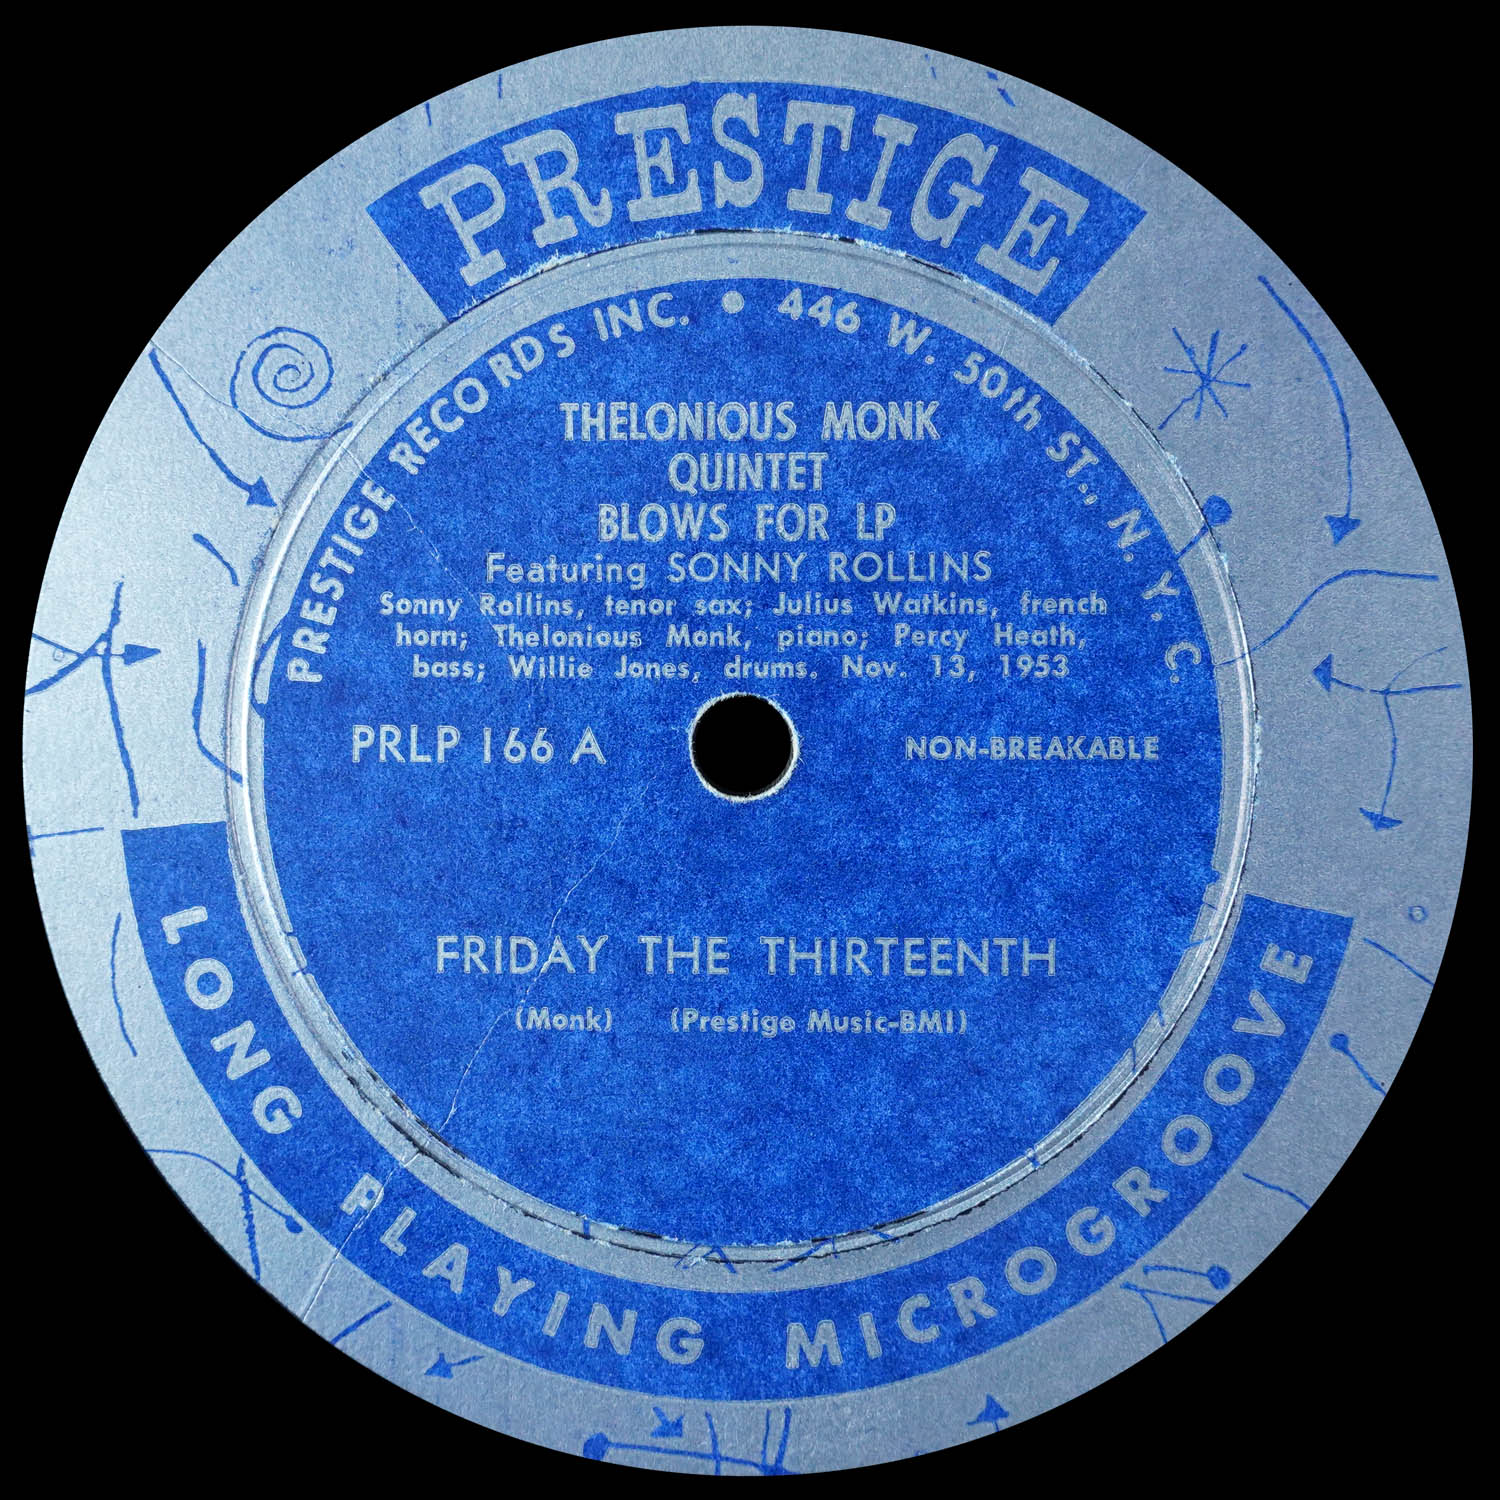 PRESTIGE
PRESTIGE RECORDS INC. • 446 W. 50th ST., N. Y. C.
THELONIOUS MONK
QUINTET
BLOWS FOR LP
Featuring SONNY ROLLINS
Sonny Rollins, tenor sax; Julius Watkins, french
horn; Thelonious Monk, piano; Percy Heath,
bass; Willie Jones, drums. Nov. 13, 1953
PRLP 166 A
NON-BREAKABLE
FRIDAY THE THIRTEENTH
(Monk) (Prestige Music-BMI)
LONG PLAYING MICROGROOVE